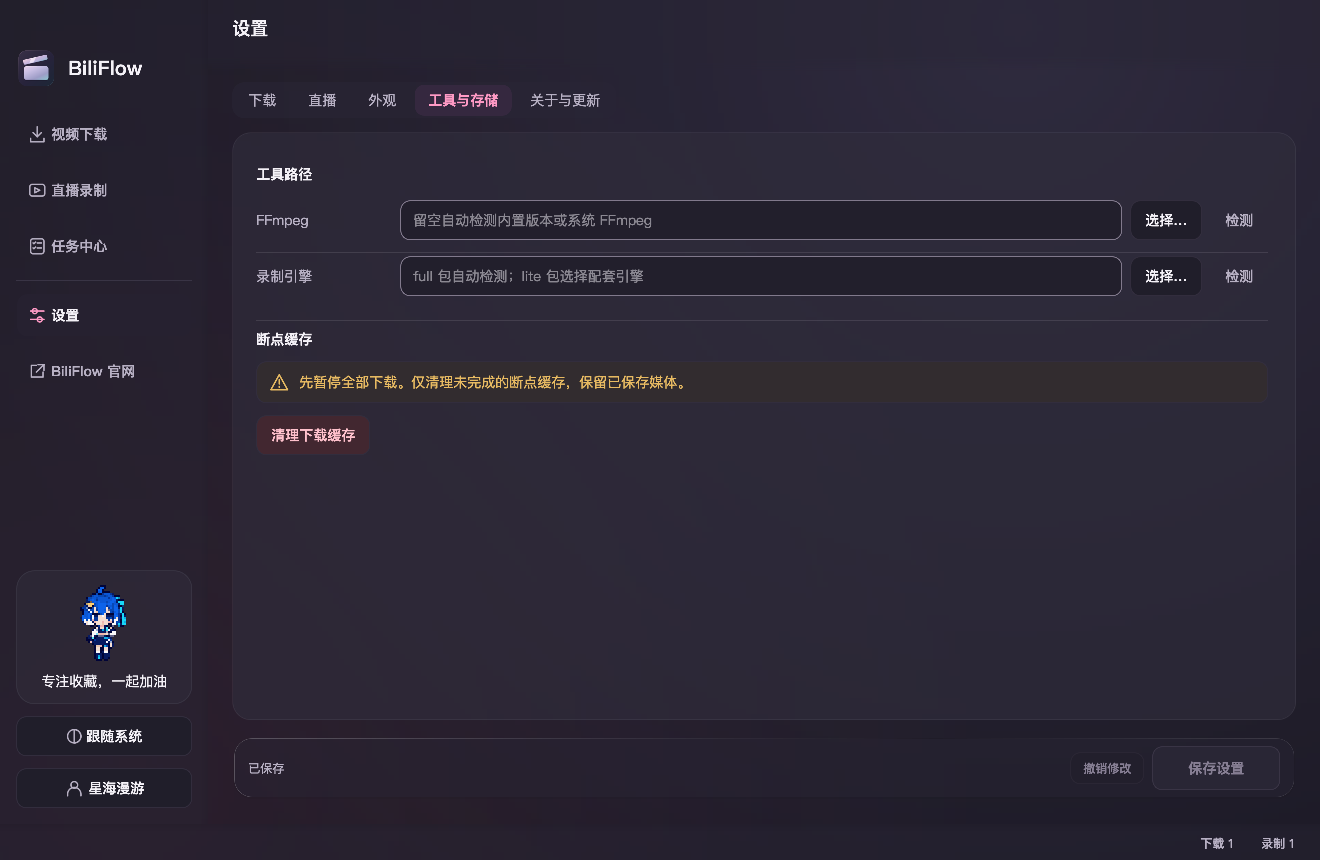 设置
BiliFlow
视频下载
直播录制
任务中心
设置
BiliFlow 官网
专注收藏，一起加油
跟随系统
星海漫游
下载 直播 外观 工具与存储 关于与更新
工具路径
FFmpeg 留空自动检测内置版本或系统 FFmpeg 选择... 检测
录制引擎 full 包自动检测；lite 包选择配套引擎 选择... 检测
断点缓存
先暂停全部下载。仅清理未完成的断点缓存，保留已保存媒体。
清理下载缓存
已保存 撤销修改 保存设置
下载 1 录制 1